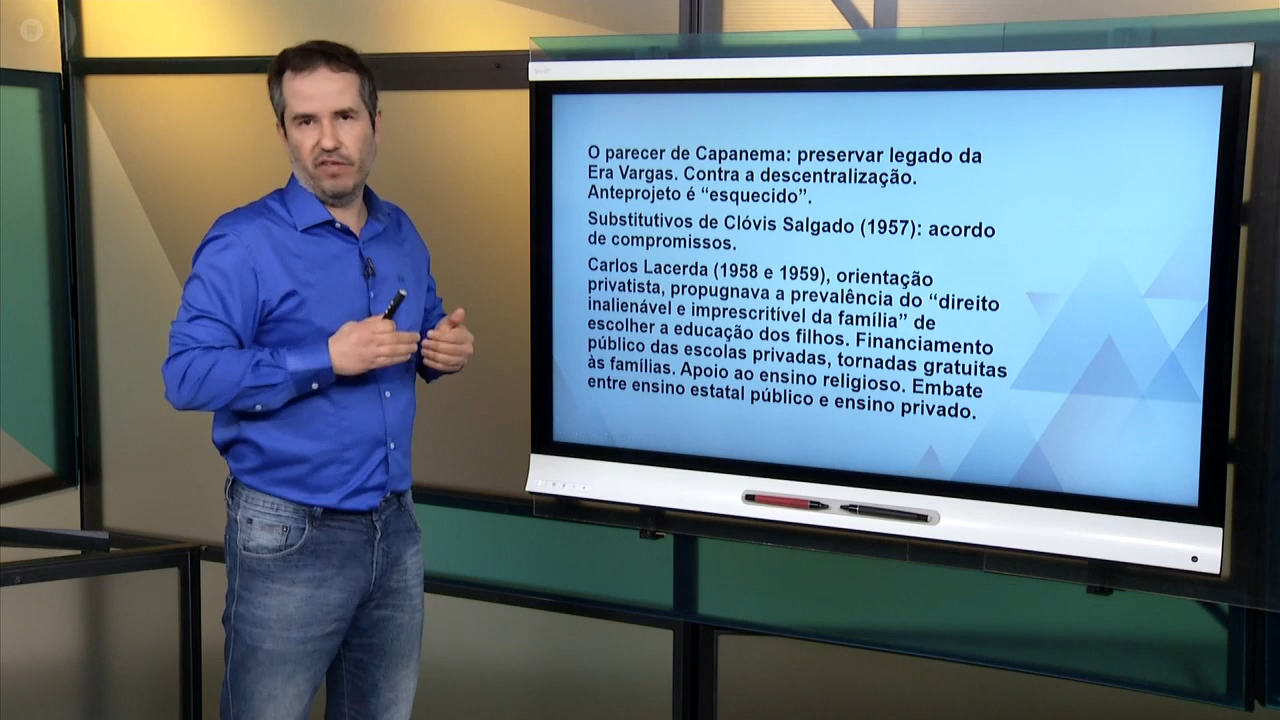 O parecer de Capanema: preservar legado da
Era Vargas. Contra a descentralização.
Anteprojeto é “esquecido”.
Substitutivos de Clóvis Salgado (1957): acordo
de compromissos.
Carlos Lacerda (1958 e 1959), orientação
privatista, propugnava a prevalência do “direito
inalienável e imprescritível da família” de
escolher a educação dos filhos. Financiamento
público das escolas privadas, tornadas gratuitas
às famílias. Apoio ao ensino religioso. Embate
entre ensino estatal público e ensino privado.